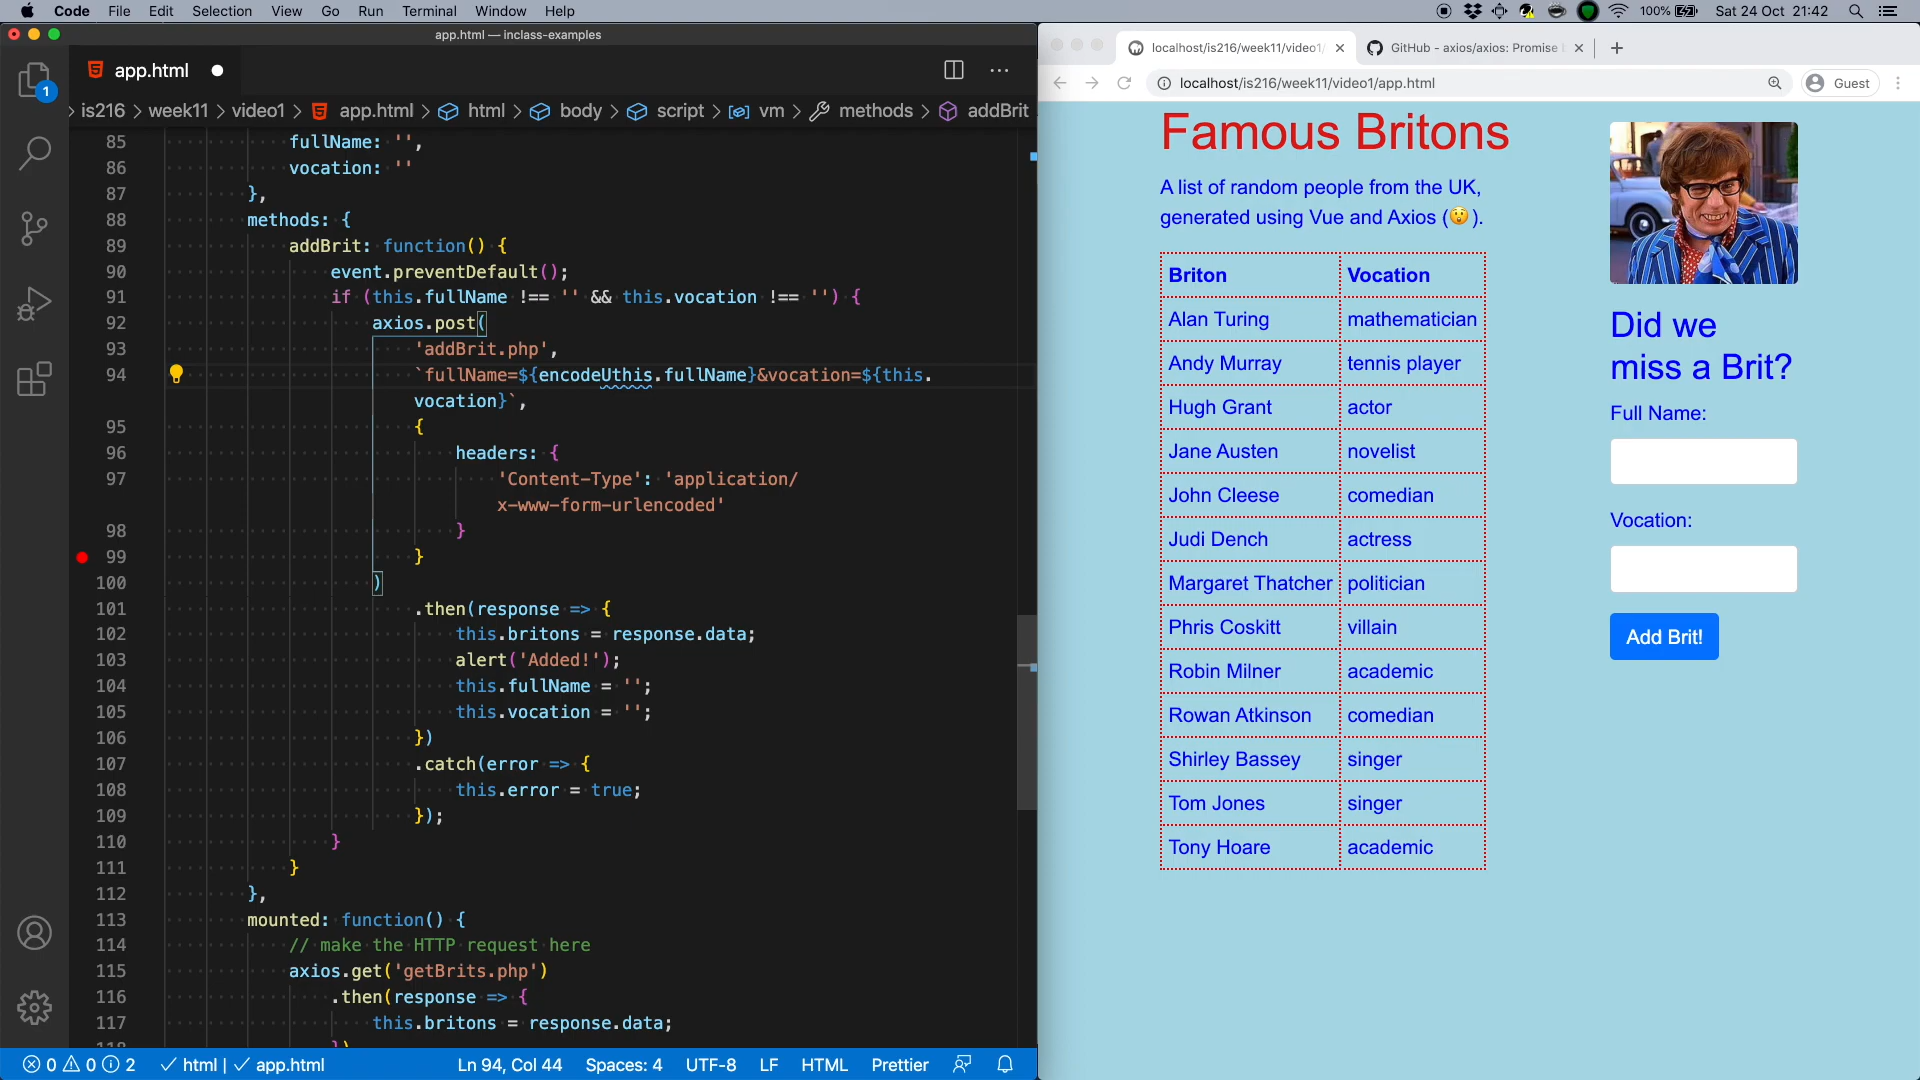 Code File Edit Selection View Go Run Terminal Window Help 100% Sat 24 Oct 21:42
app.html — inclass-examples
app.html
1
is216 > week11 > video1 > app.html > html > body > script > vm > methods > addBrit
85 fullName: '',
86 vocation: ''
87 },
88 methods: {
89 addBrit: function() {
90 event.preventDefault();
91 if (this.fullName !== '' && this.vocation !== '') {
92 axios.post(
93 'addBrit.php',
94 `fullName=${encodeUthis.fullName}&vocation=${this.
vocation}`,
95 {
96 headers: {
97 'Content-Type': 'application/
x-www-form-urlencoded'
98 }
99 }
100 )
101 .then(response => {
102 this.britons = response.data;
103 alert('Added!');
104 this.fullName = '';
105 this.vocation = '';
106 })
107 .catch(error => {
108 this.error = true;
109 });
110 }
111 }
112 },
113 mounted: function() {
114 // make the HTTP request here
115 axios.get('getBrits.php')
116 .then(response => {
117 this.britons = response.data;
118 })
0 0 2 html | app.html Ln 94, Col 44 Spaces: 4 UTF-8 LF HTML Prettier
localhost/is216/week11/video1/
GitHub - axios/axios: Promise
localhost/is216/week11/video1/app.html
Guest
Famous Britons
A list of random people from the UK,
generated using Vue and Axios (😲).
Briton Vocation
Alan Turing mathematician
Andy Murray tennis player
Hugh Grant actor
Jane Austen novelist
John Cleese comedian
Judi Dench actress
Margaret Thatcher politician
Phris Coskitt villain
Robin Milner academic
Rowan Atkinson comedian
Shirley Bassey singer
Tom Jones singer
Tony Hoare academic
Did we
miss a Brit?
Full Name:
Vocation:
Add Brit!